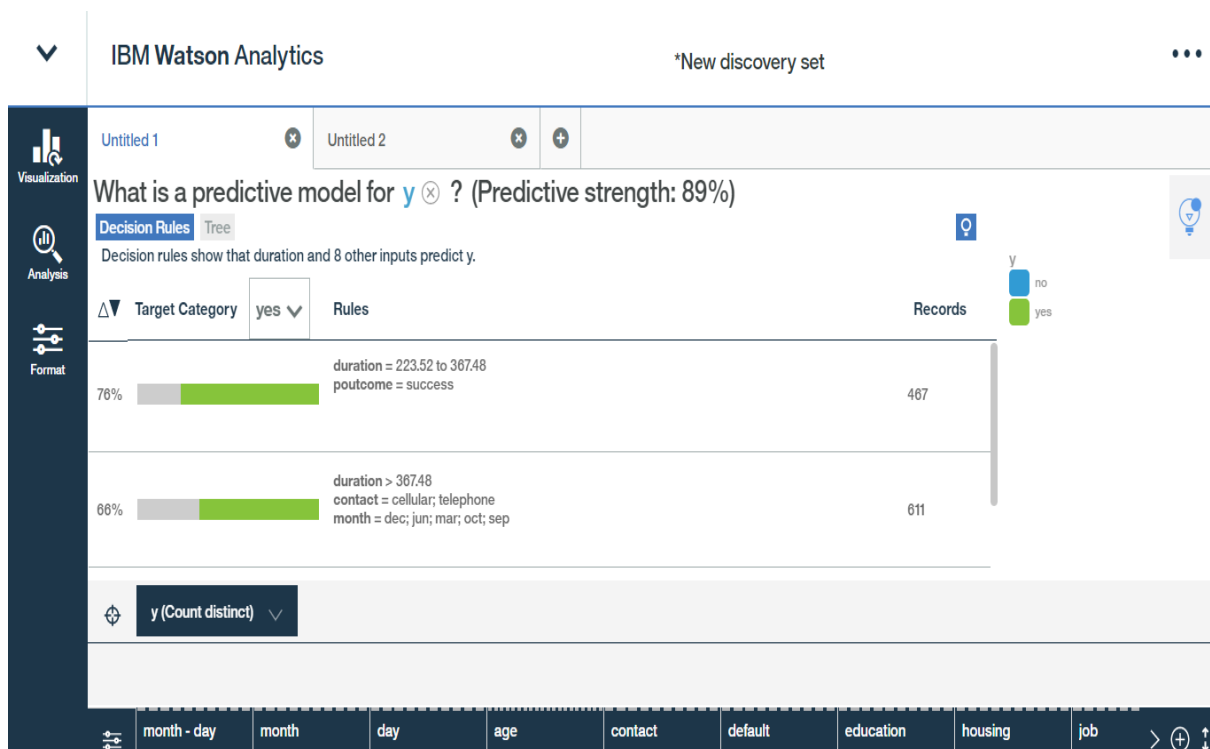 IBM Watson Analytics
*New discovery set
Untitled 1
Untitled 2
Visualization
Analysis
Format
What is a predictive model for y ? (Predictive strength: 89%)
Decision Rules Tree
Decision rules show that duration and 8 other inputs predict y.
y
no
yes
Target Category yes Rules Records
duration = 223.52 to 367.48
poutcome = success
76% 467
duration > 367.48
contact = cellular; telephone
month = dec; jun; mar; oct; sep
66% 611
y (Count distinct)
month - day month day age contact default education housing job